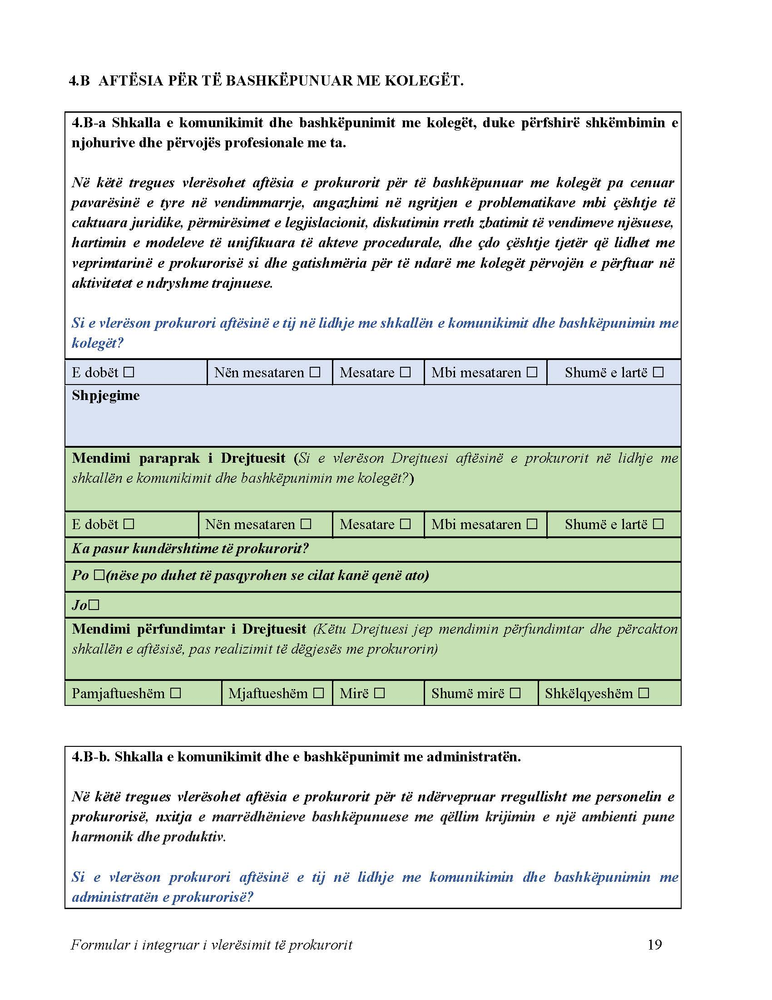 4.B AFTËSIA PËR TË BASHKËPUNUAR ME KOLEGËT.
4.B-a Shkalla e komunikimit dhe bashkëpunimit me kolegët, duke përfshirë shkëmbimin e
njohurive dhe përvojës profesionale me ta.
Në këtë tregues vlerësohet aftësia e prokurorit për të bashkëpunuar me kolegët pa cenuar
pavarësinë e tyre në vendimmarrje, angazhimi në ngritjen e problematikave mbi çështje të
caktuara juridike, përmirësimet e legjislacionit, diskutimin rreth zbatimit të vendimeve njësuese,
hartimin e modeleve të unifikuara të akteve procedurale, dhe çdo çështje tjetër që lidhet me
veprimtarinë e prokurorisë si dhe gatishmëria për të ndarë me kolegët përvojën e përftuar në
aktivitetet e ndryshme trajnuese.
Si e vlerëson prokurori aftësinë e tij në lidhje me shkallën e komunikimit dhe bashkëpunimin me
kolegët?
E dobët ☐ Nën mesataren ☐ Mesatare ☐ Mbi mesataren ☐ Shumë e lartë ☐
Shpjegime
Mendimi paraprak i Drejtuesit (Si e vlerëson Drejtuesi aftësinë e prokurorit në lidhje me
shkallën e komunikimit dhe bashkëpunimin me kolegët?)
E dobët ☐ Nën mesataren ☐ Mesatare ☐ Mbi mesataren ☐ Shumë e lartë ☐
Ka pasur kundërshtime të prokurorit?
Po ☐(nëse po duhet të pasqyrohen se cilat kanë qenë ato)
Jo☐
Mendimi përfundimtar i Drejtuesit (Këtu Drejtuesi jep mendimin përfundimtar dhe përcakton
shkallën e aftësisë, pas realizimit të dëgjesës me prokurorin)
Pamjaftueshëm ☐ Mjaftueshëm ☐ Mirë ☐ Shumë mirë ☐ Shkëlqyeshëm ☐
4.B-b. Shkalla e komunikimit dhe e bashkëpunimit me administratën.
Në këtë tregues vlerësohet aftësia e prokurorit për të ndërvepruar rregullisht me personelin e
prokurorisë, nxitja e marrëdhënieve bashkëpunuese me qëllim krijimin e një ambienti pune
harmonik dhe produktiv.
Si e vlerëson prokurori aftësinë e tij në lidhje me komunikimin dhe bashkëpunimin me
administratën e prokurorisë?
Formular i integruar i vlerësimit të prokurorit 19